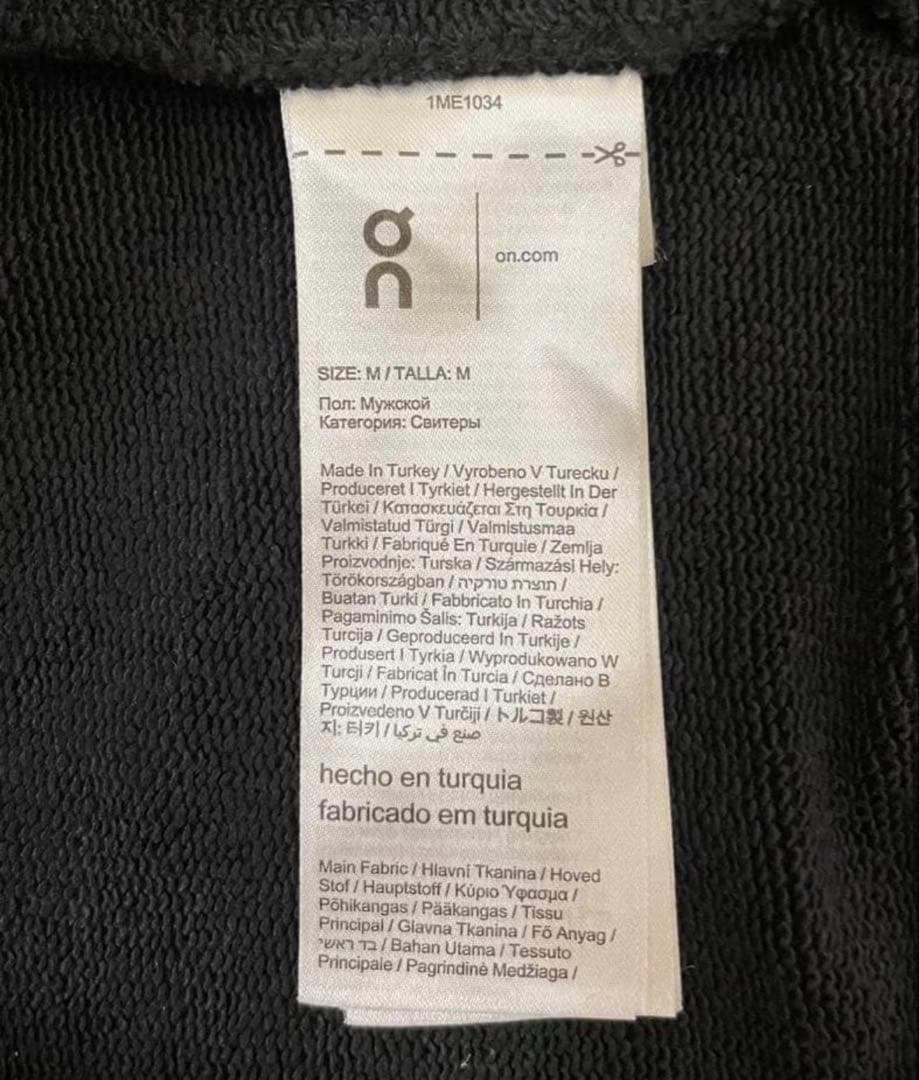 1ME1034
on
on.com
SIZE: M / TALLA: M
Пол: Мужской
Категория: Свитеры
Made In Turkey / Vyrobeno V Turecku /
Produceret I Tyrkiet / Hergestellt In Der
Türkei / Κατασκευάζεται Στη Τουρκία /
Valmistatud Türgi / Valmistusmaa
Turkki / Fabriqué En Turquie / Zemlja
Proizvodnje: Turska / Származási Hely:
Törökországban / תוצרת טורקיה /
Buatan Turki / Fabbricato In Turchia /
Pagaminimo Šalis: Turkija / Ražots
Turcija / Geproduceerd In Turkije /
Produsert I Tyrkia / Wyprodukowano W
Turcji / Fabricat În Turcia / Сделано В
Турции / Producerad I Turkiet /
Proizvedeno V Turčiji / トルコ製 / 원산
지: 터키 / صنع في تركيا
hecho en turquia
fabricado em turquia
Main Fabric / Hlavní Tkanina / Hoved
Stof / Hauptstoff / Κύριο Ύφασμα /
Põhikangas / Pääkangas / Tissu
Principal / Glavna Tkanina / Fő Anyag /
בד ראשי / Bahan Utama / Tessuto
Principale / Pagrindinė Medžiaga /